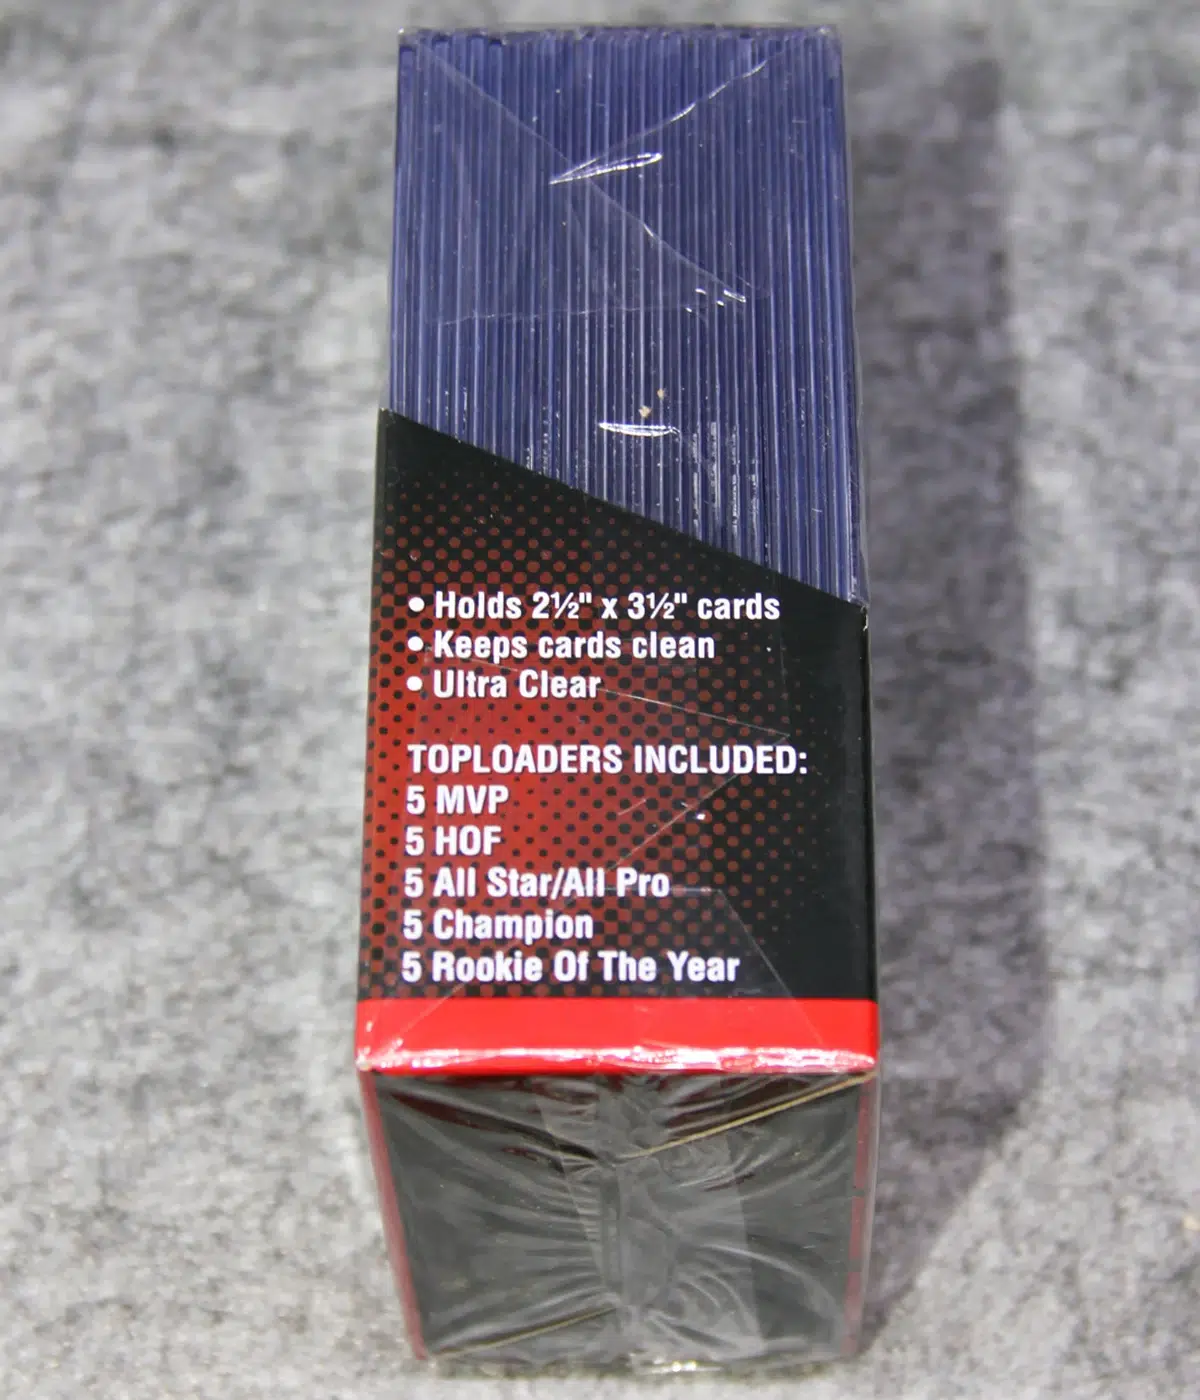 • Holds 2½" x 3½" cards
• Keeps cards clean
• Ultra Clear
TOPLOADERS INCLUDED:
5 MVP
5 HOF
5 All Star/All Pro
5 Champion
5 Rookie Of The Year